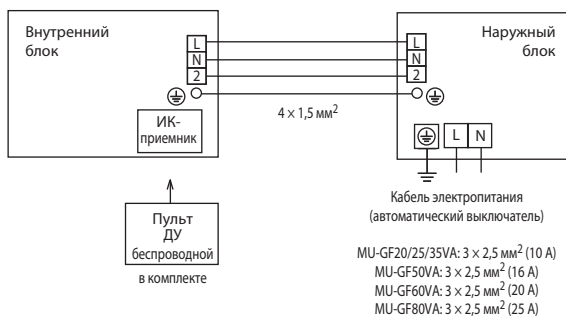 Внутренний
блок
L
N
2
ИК-
приемник
Пульт
ДУ
беспроводной
в комплекте
4 × 1,5 мм²
Наружный
блок
L
N
2
L N
Кабель электропитания
(автоматический выключатель)
MU-GF20/25/35VA: 3 × 2,5 мм² (10 А)
MU-GF50VA: 3 × 2,5 мм² (16 А)
MU-GF60VA: 3 × 2,5 мм² (20 А)
MU-GF80VA: 3 × 2,5 мм² (25 А)